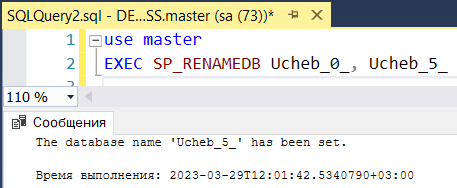 SQLQuery2.sql - DE...SS.master (sa (73))*
1 use master
2 EXEC SP_RENAMEDB Ucheb_0_, Ucheb_5_
3
110 %
Сообщения
The database name 'Ucheb_5_' has been set.
Время выполнения: 2023-03-29T12:01:42.5340790+03:00